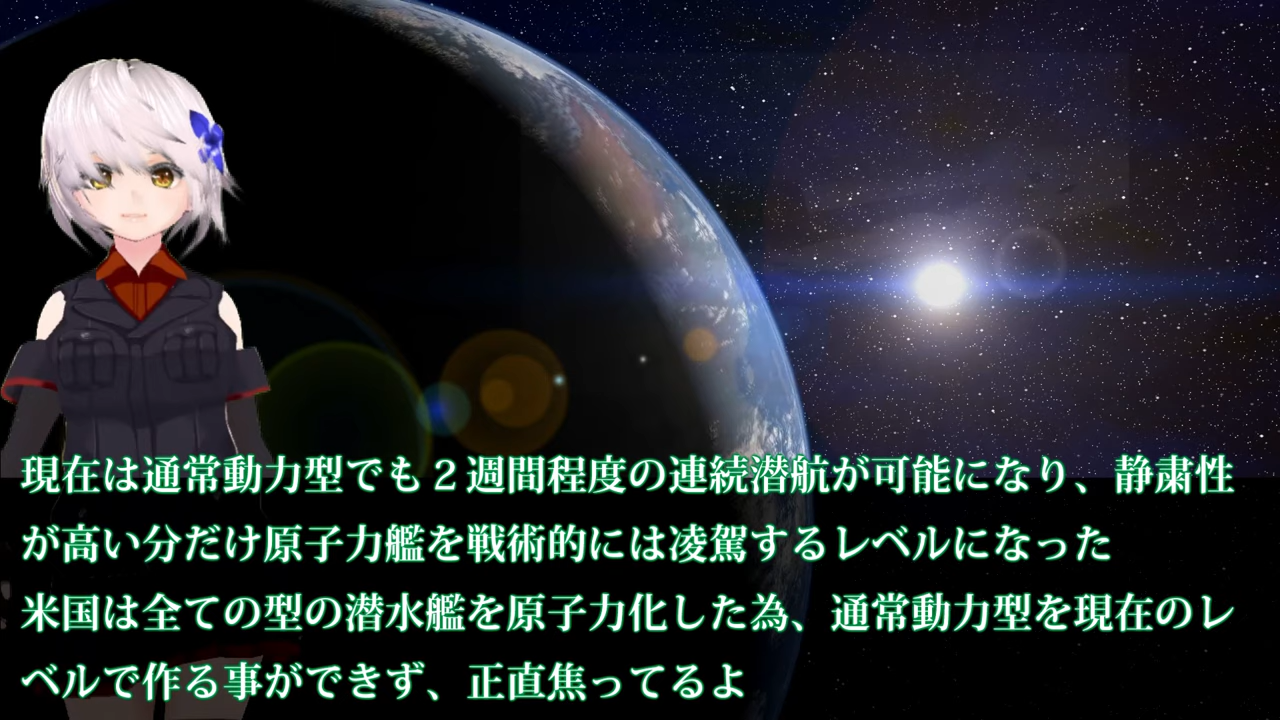 現在は通常動力型でも２週間程度の連続潜航が可能になり、静粛性
が高い分だけ原子力艦を戦術的には凌駕するレベルになった
米国は全ての型の潜水艦を原子力化した為、通常動力型を現在のレ
ベルで作る事ができず、正直焦ってるよ